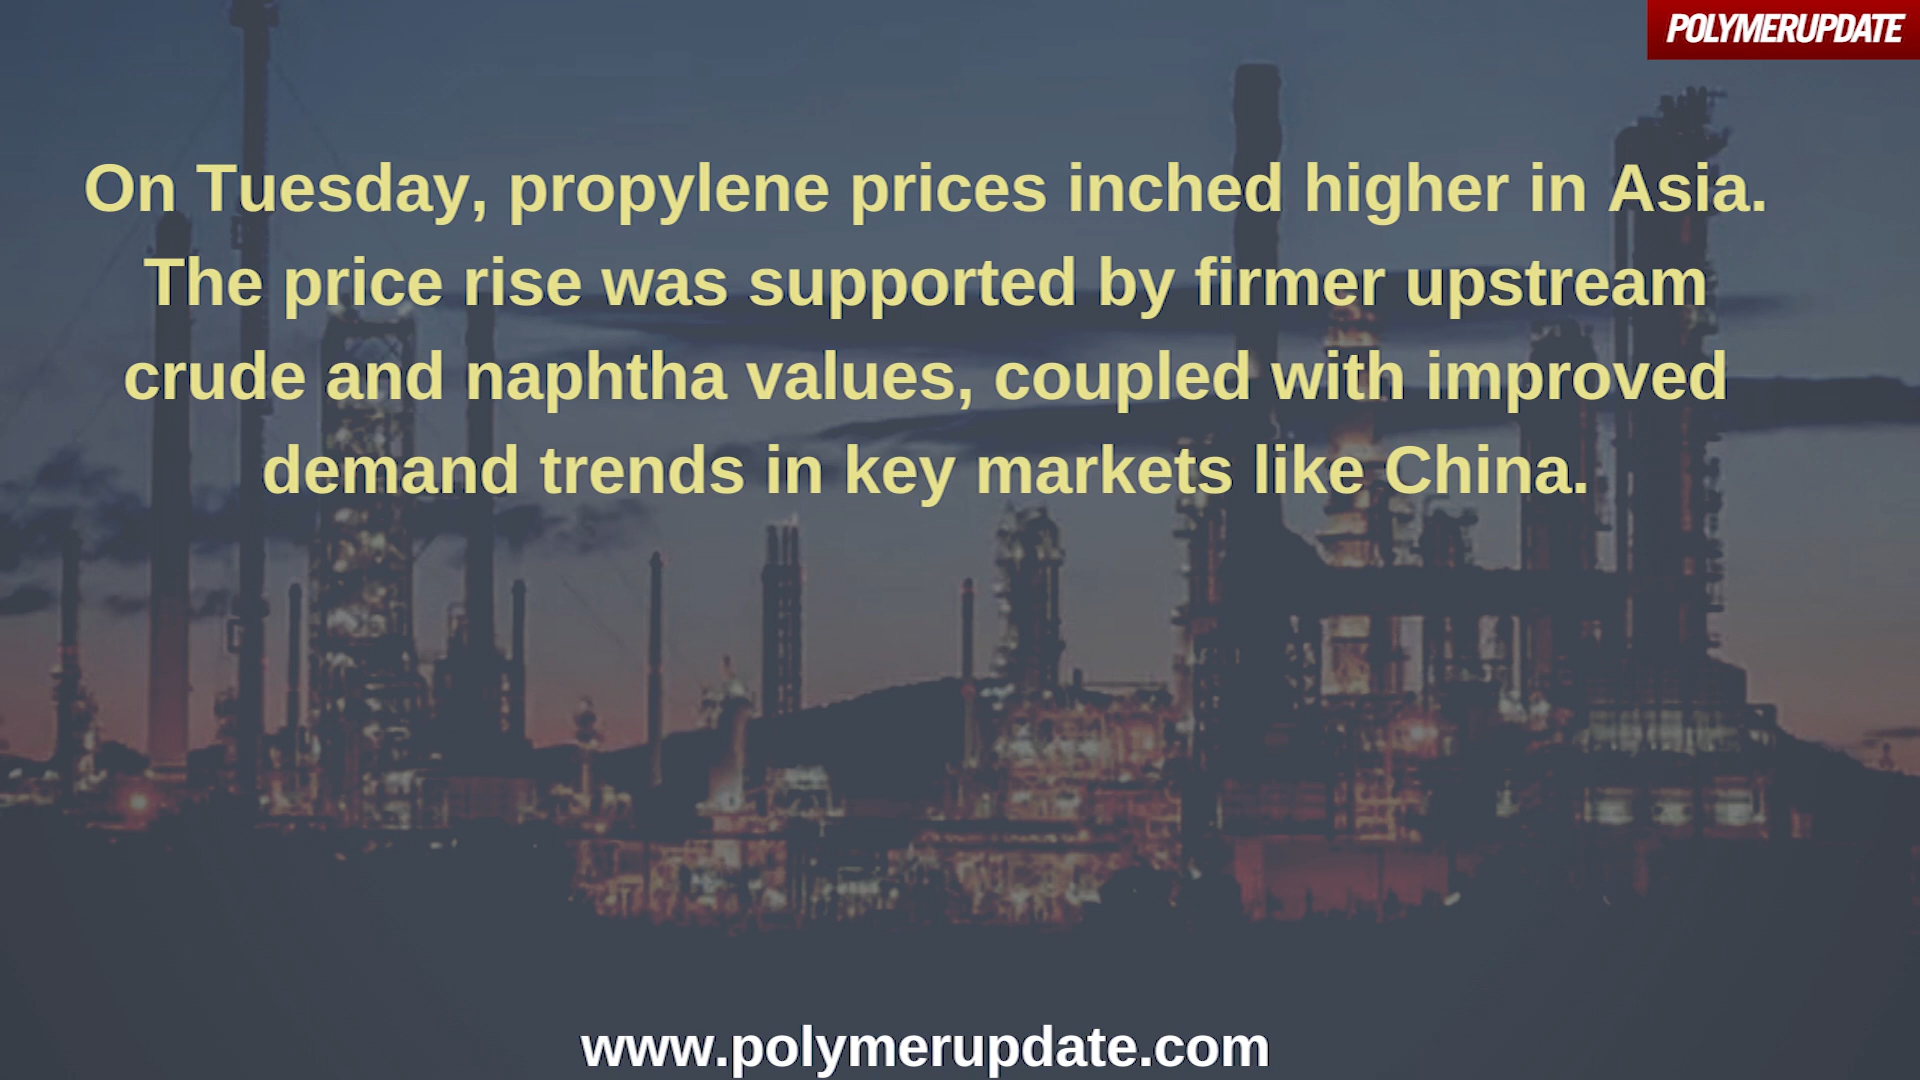 POLYMERUPDATE
On Tuesday, propylene prices inched higher in Asia.
The price rise was supported by firmer upstream
crude and naphtha values, coupled with improved
demand trends in key markets like China.
www.polymerupdate.com